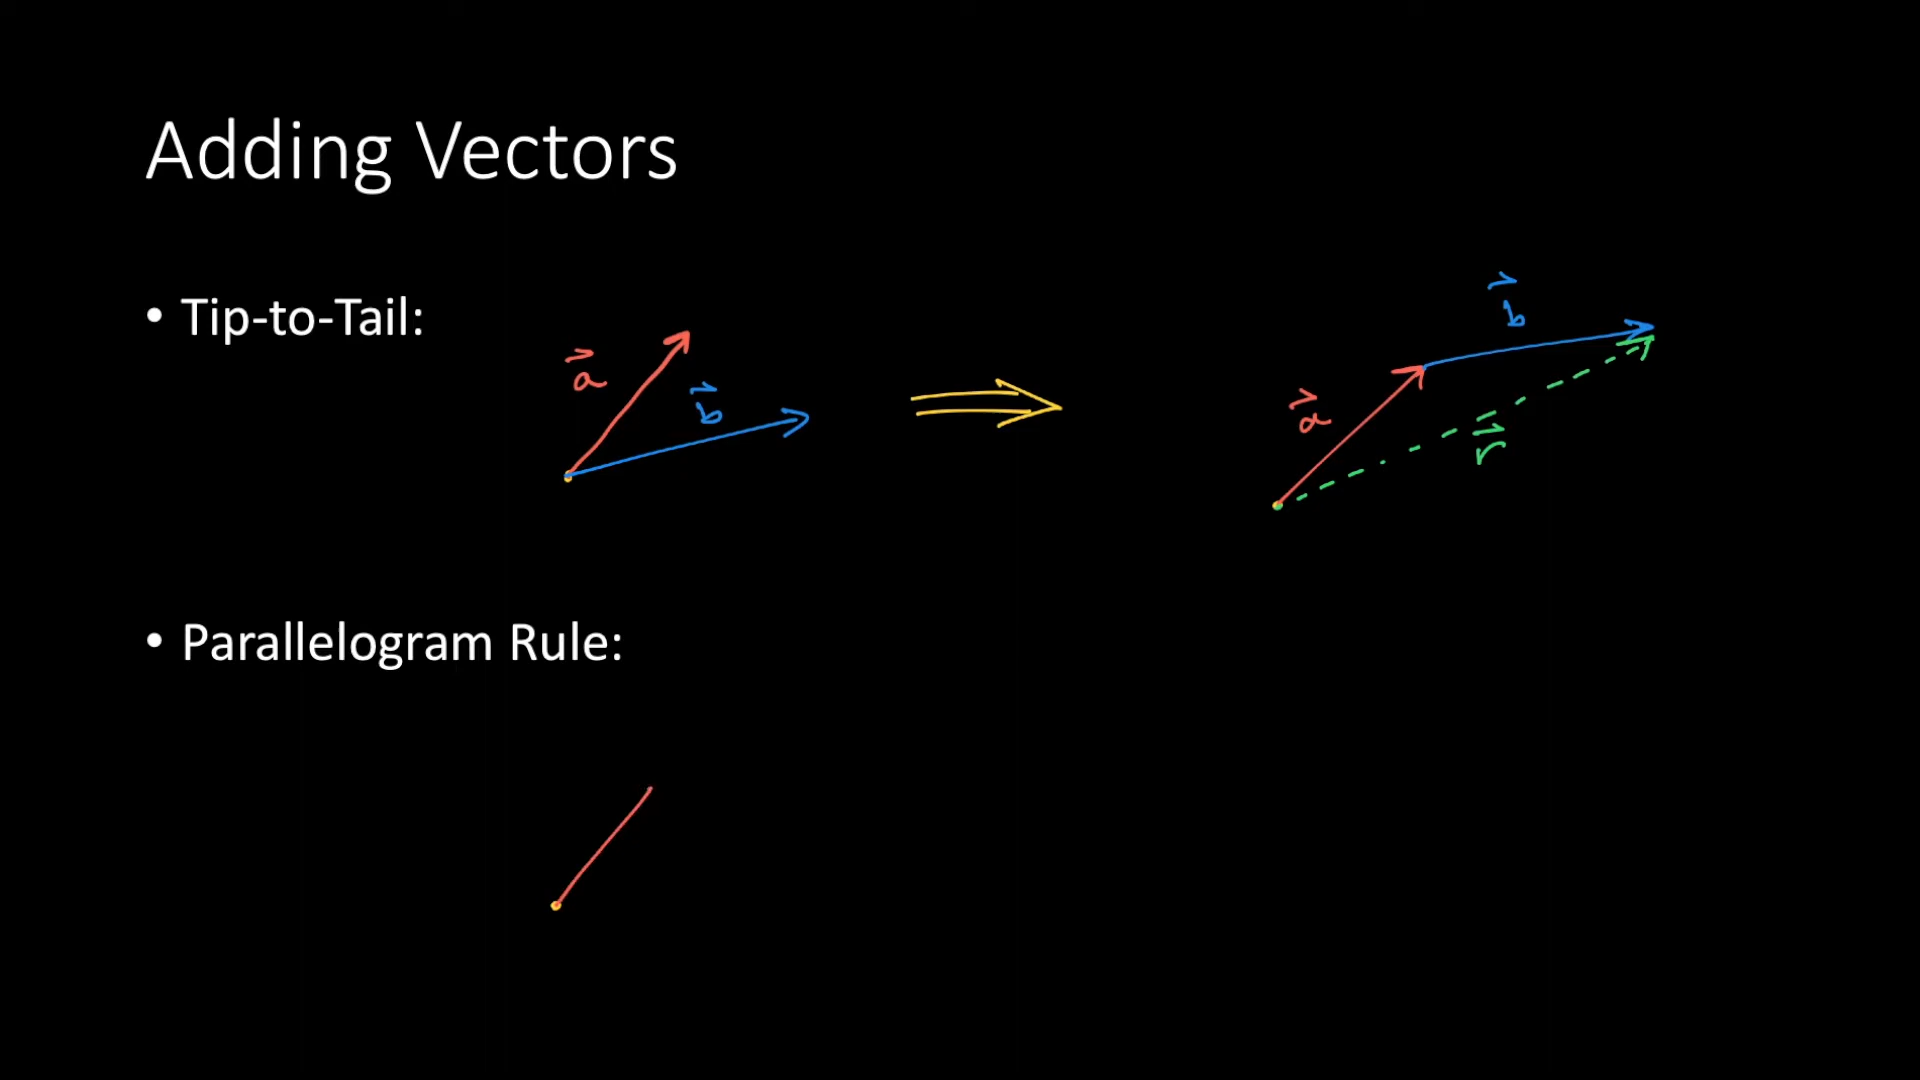 Adding Vectors
• Tip-to-Tail:
a⃗
b⃗
a⃗
b⃗
r⃗
• Parallelogram Rule: